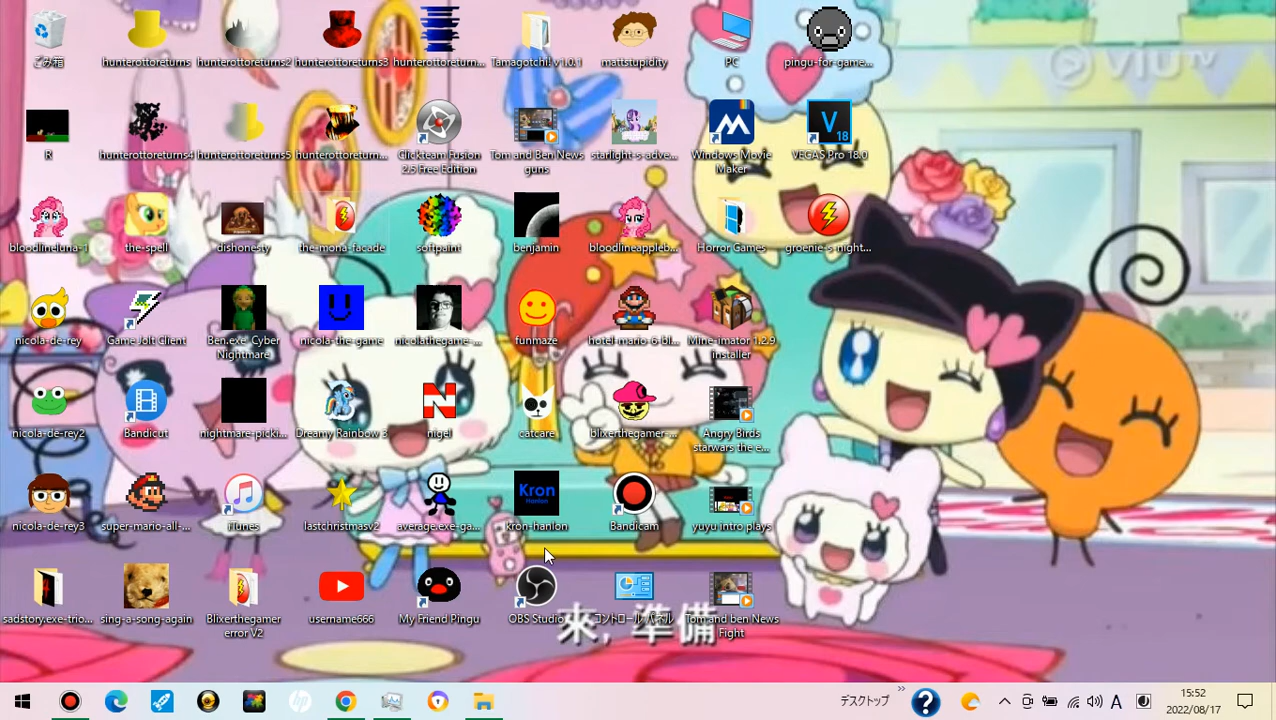 Viu TV
ごみ箱
hunterottoreturns
hunterottoreturns2
hunterottoreturns3
hunterottoreturn...
Tamagotchi! v1.0.1
mattstupidity
PC
pingu-for-game...
R
hunterottoreturns4
hunterottoreturns5
hunterottoreturn...
Clickteam Fusion
2.5 Free Edition
Tom and Ben News
guns
starlight-s-adve...
Windows Movie
Maker
V
18
VEGAS Pro 18.0
bloodlineluna-1
the-spell
dishonesty
the-mona-facade
softpaint
benjamin
bloodlineappleb...
Horror Games
groenie-s-night...
nicola-de-rey
Game Jolt Client
Ben.exe Cyber
Nightmare
nicola-the-game
nicolathegame-...
funmaze
hotel-mario-6-bl...
Mine-imator 1.2.9
installer
nicola-de-rey2
Bandicut
nightmare-picki...
Dreamy Rainbow 3
nigel
catcare
blixerthegamer-...
Angry Birds
starwars the e...
nicola-de-rey3
super-mario-all-...
iTunes
lastchristmasv2
average.exe-ga...
Kron
Hanlon
kron-hanlon
Bandicam
yuyu intro plays
sadstory.exe-trio...
sing-a-song-again
Blixerthegamer
error V2
username666
My Friend Pingu
OBS Studio
コントロール パネル
Tom and ben News
Fight
來, 準備
デスクトップ
A
15:52
2022/08/17